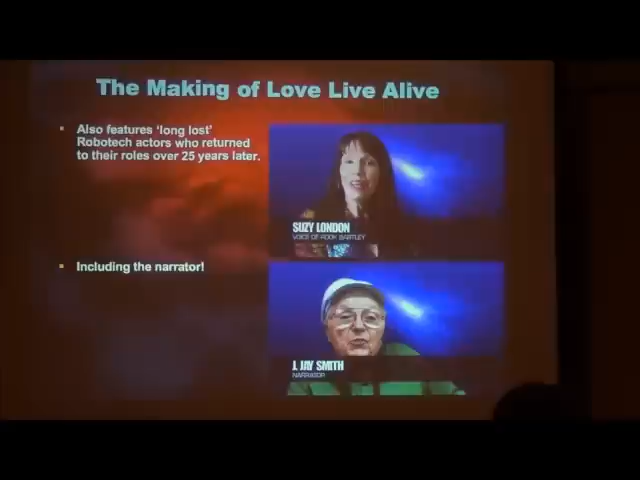 The Making of Love Live Alive
Also features 'long lost'
Robotech actors who returned
to their roles over 25 years later.
SUZY LONDON
VOICE OF ROOK BARTLEY
Including the narrator!
J. JAY SMITH
NARRATOR